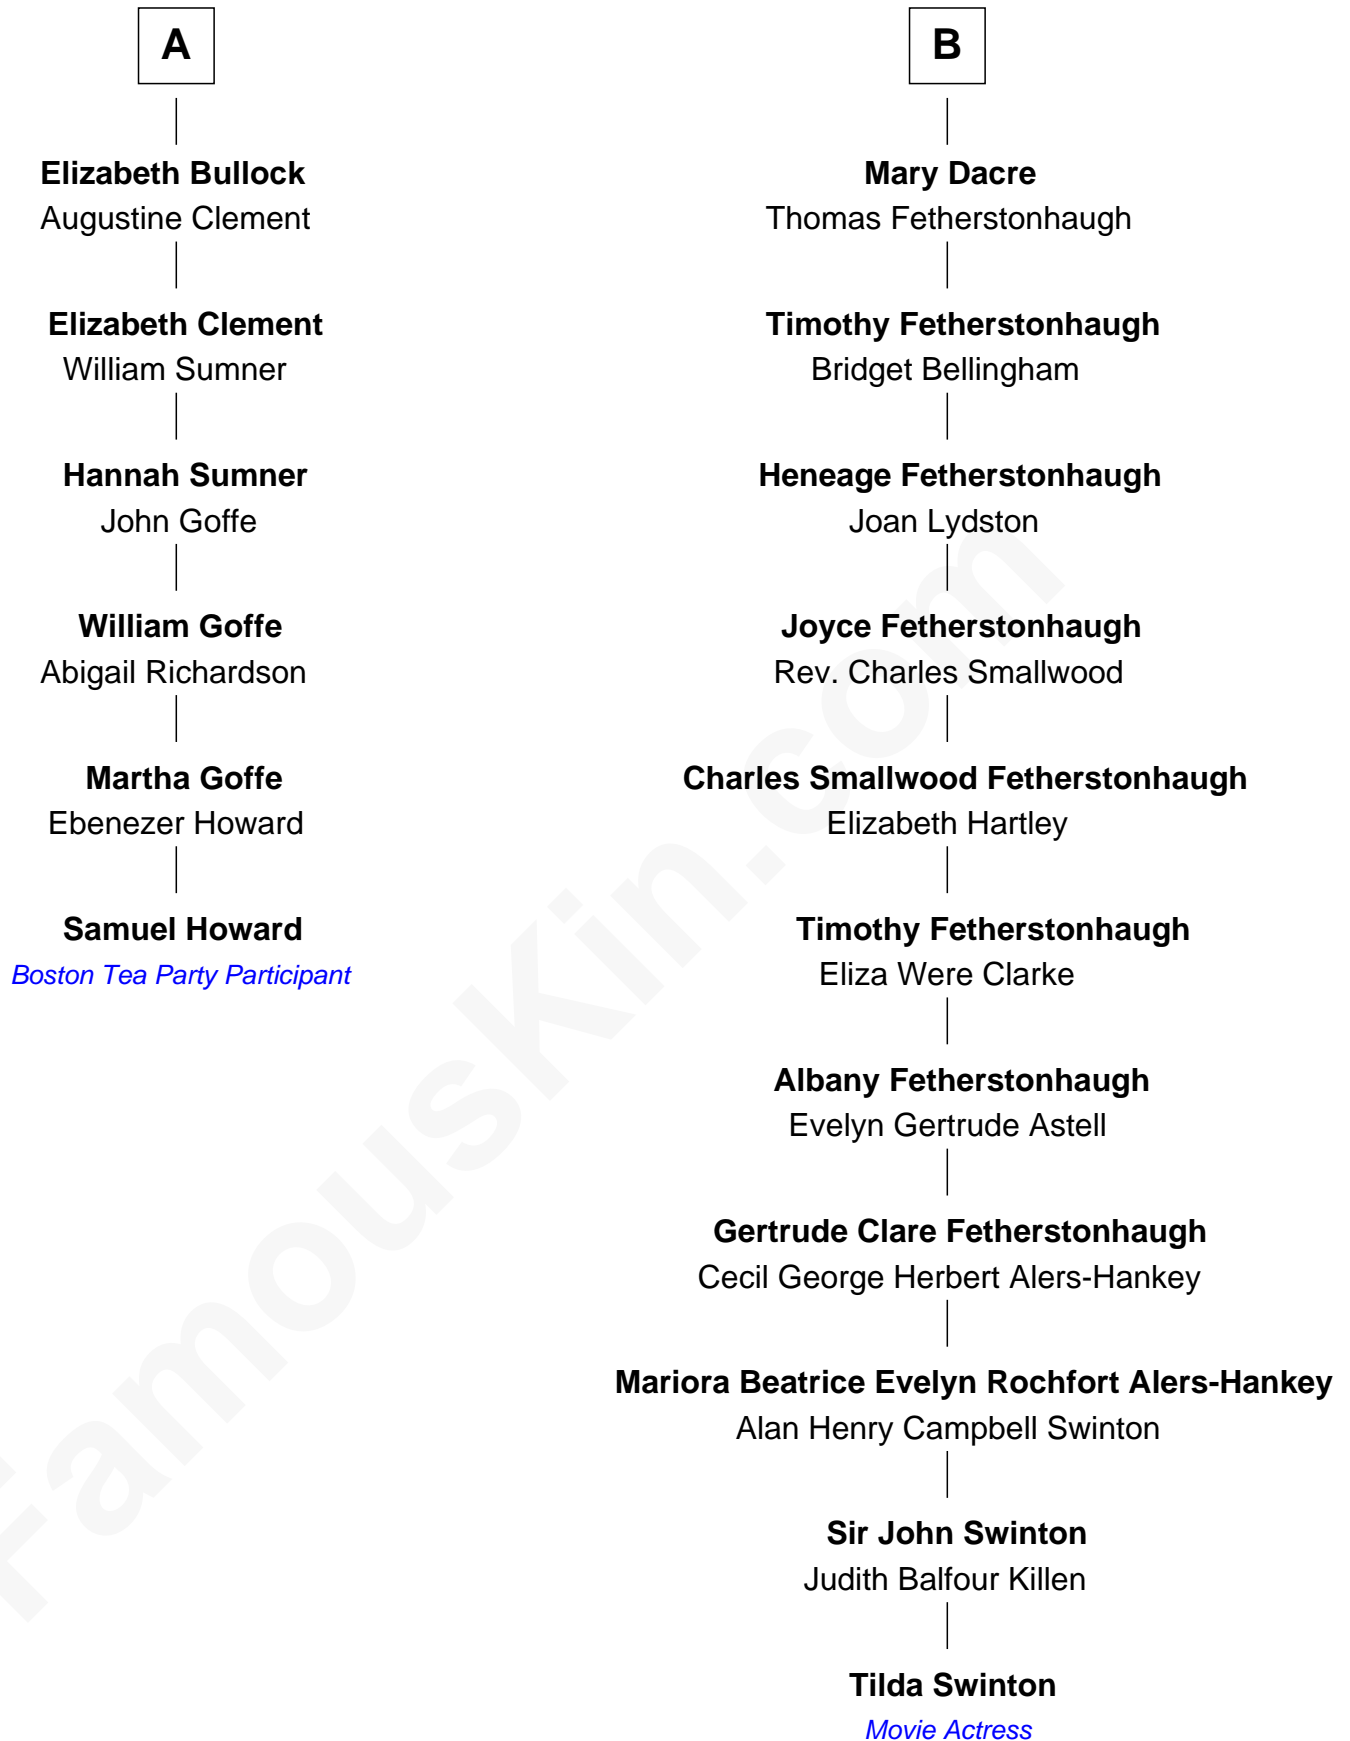 A
Elizabeth Bullock
Augustine Clement
Elizabeth Clement
William Sumner
Hannah Sumner
John Goffe
William Goffe
Abigail Richardson
Martha Goffe
Ebenezer Howard
Samuel Howard
Boston Tea Party Participant
B
Mary Dacre
Thomas Fetherstonhaugh
Timothy Fetherstonhaugh
Bridget Bellingham
Heneage Fetherstonhaugh
Joan Lydston
Joyce Fetherstonhaugh
Rev. Charles Smallwood
Charles Smallwood Fetherstonhaugh
Elizabeth Hartley
Timothy Fetherstonhaugh
Eliza Were Clarke
Albany Fetherstonhaugh
Evelyn Gertrude Astell
Gertrude Clare Fetherstonhaugh
Cecil George Herbert Alers-Hankey
Mariora Beatrice Evelyn Rochfort Alers-Hankey
Alan Henry Campbell Swinton
Sir John Swinton
Judith Balfour Killen
Tilda Swinton
Movie Actress
FamousKin.com